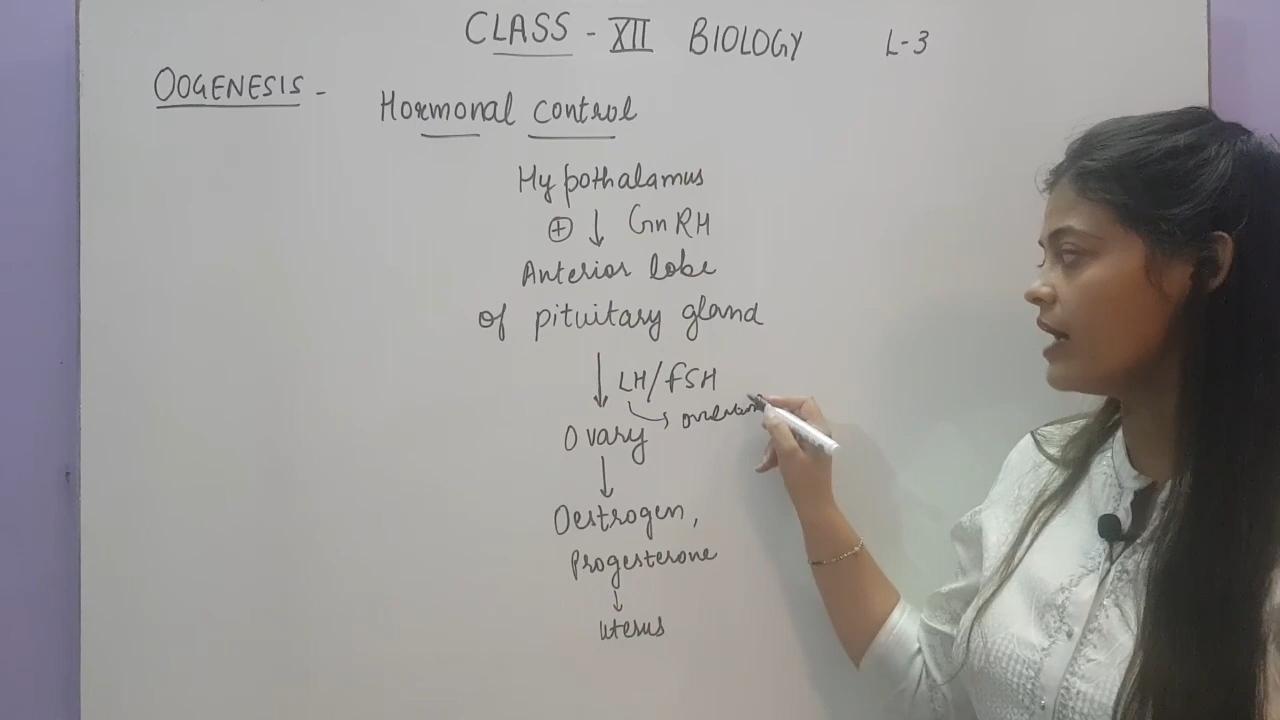 CLASS - XII BIOLOGY L-3
OOGENESIS -
Hormonal control
Hypothalamus
⊕ ↓ GnRH
Anterior lobe
of pituitary gland
↓ LH/FSH
Ovary
↓
Oestrogen,
Progesterone
↓
Uterus